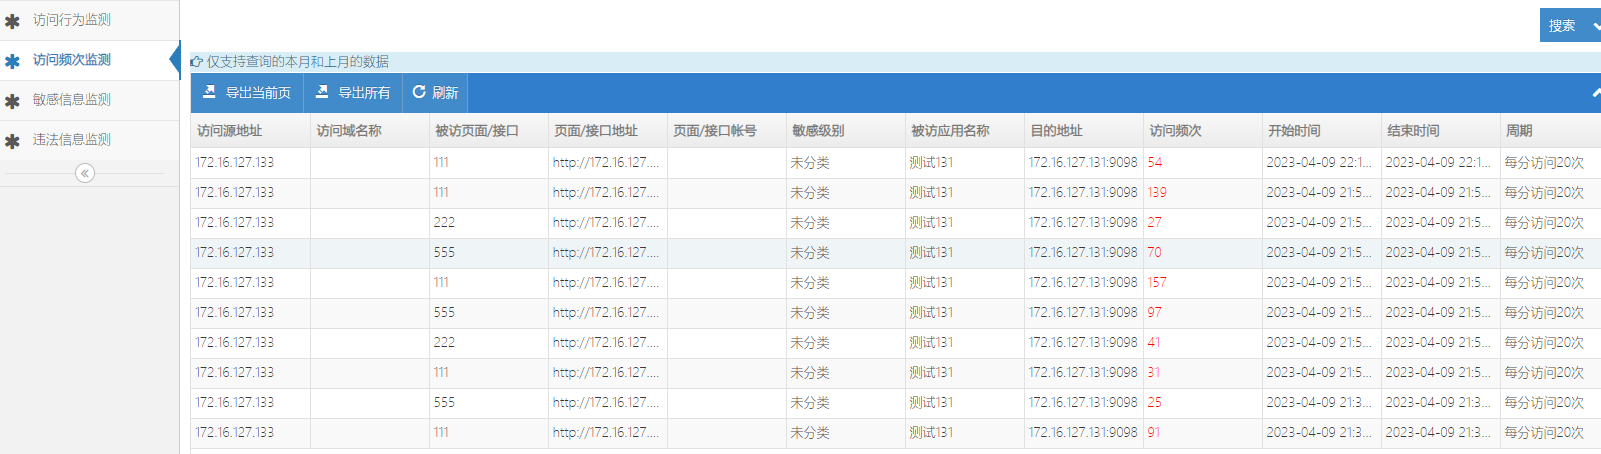 访问行为监测
访问频次监测
敏感信息监测
违法信息监测
搜索
仅支持查询的本月和上月的数据
导出当前页 导出所有 刷新
访问源地址 访问域名称 被访页面/接口 页面/接口地址 页面/接口帐号 敏感级别 被访应用名称 目的地址 访问频次 开始时间 结束时间 周期
172.16.127.133 111 http://172.16.127.... 未分类 测试131 172.16.127.131:9098 54 2023-04-09 22:1... 2023-04-09 22:1... 每分访问20次
172.16.127.133 111 http://172.16.127.... 未分类 测试131 172.16.127.131:9098 139 2023-04-09 21:5... 2023-04-09 21:5... 每分访问20次
172.16.127.133 222 http://172.16.127.... 未分类 测试131 172.16.127.131:9098 27 2023-04-09 21:5... 2023-04-09 21:5... 每分访问20次
172.16.127.133 555 http://172.16.127.... 未分类 测试131 172.16.127.131:9098 70 2023-04-09 21:5... 2023-04-09 21:5... 每分访问20次
172.16.127.133 111 http://172.16.127.... 未分类 测试131 172.16.127.131:9098 157 2023-04-09 21:5... 2023-04-09 21:5... 每分访问20次
172.16.127.133 555 http://172.16.127.... 未分类 测试131 172.16.127.131:9098 97 2023-04-09 21:5... 2023-04-09 21:5... 每分访问20次
172.16.127.133 222 http://172.16.127.... 未分类 测试131 172.16.127.131:9098 41 2023-04-09 21:5... 2023-04-09 21:5... 每分访问20次
172.16.127.133 111 http://172.16.127.... 未分类 测试131 172.16.127.131:9098 31 2023-04-09 21:5... 2023-04-09 21:5... 每分访问20次
172.16.127.133 555 http://172.16.127.... 未分类 测试131 172.16.127.131:9098 25 2023-04-09 21:3... 2023-04-09 21:3... 每分访问20次
172.16.127.133 111 http://172.16.127.... 未分类 测试131 172.16.127.131:9098 91 2023-04-09 21:3... 2023-04-09 21:3... 每分访问20次